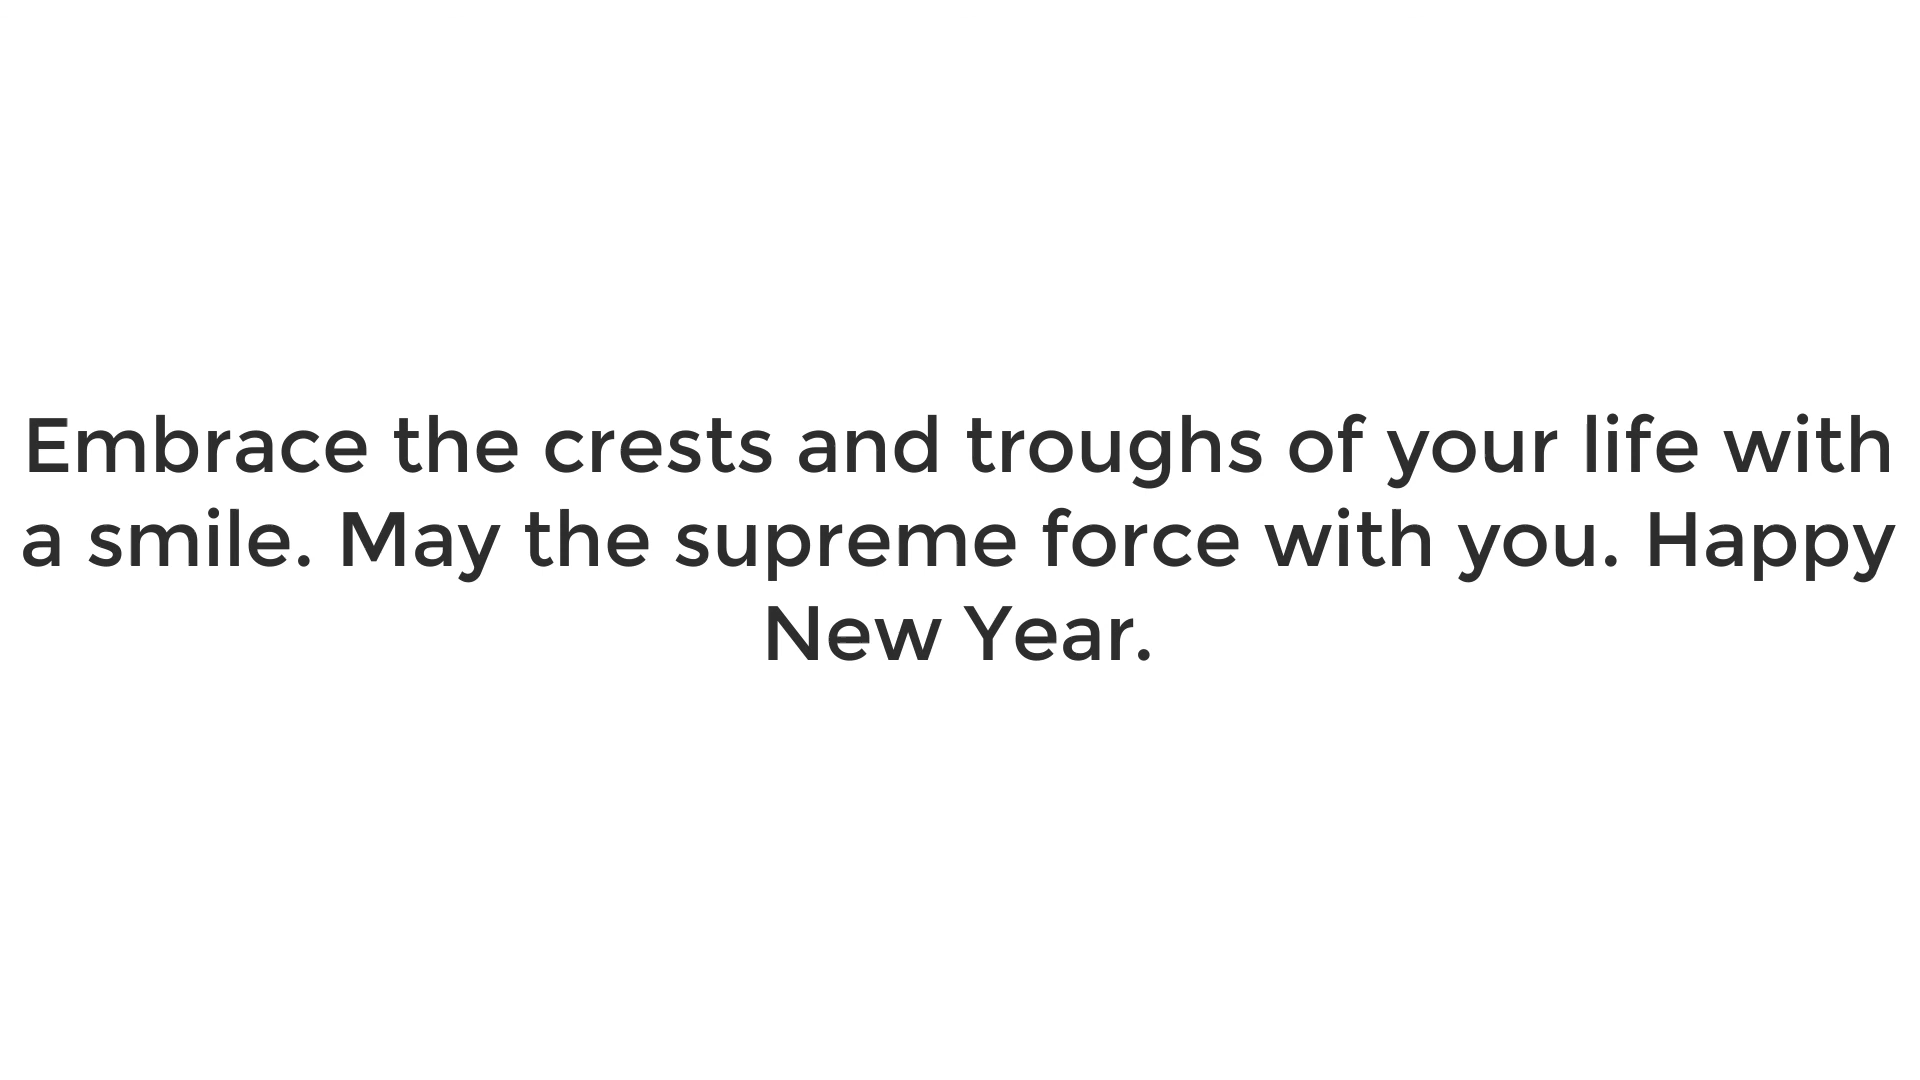 Embrace the crests and troughs of your life with
a smile. May the supreme force with you. Happy
New Year.